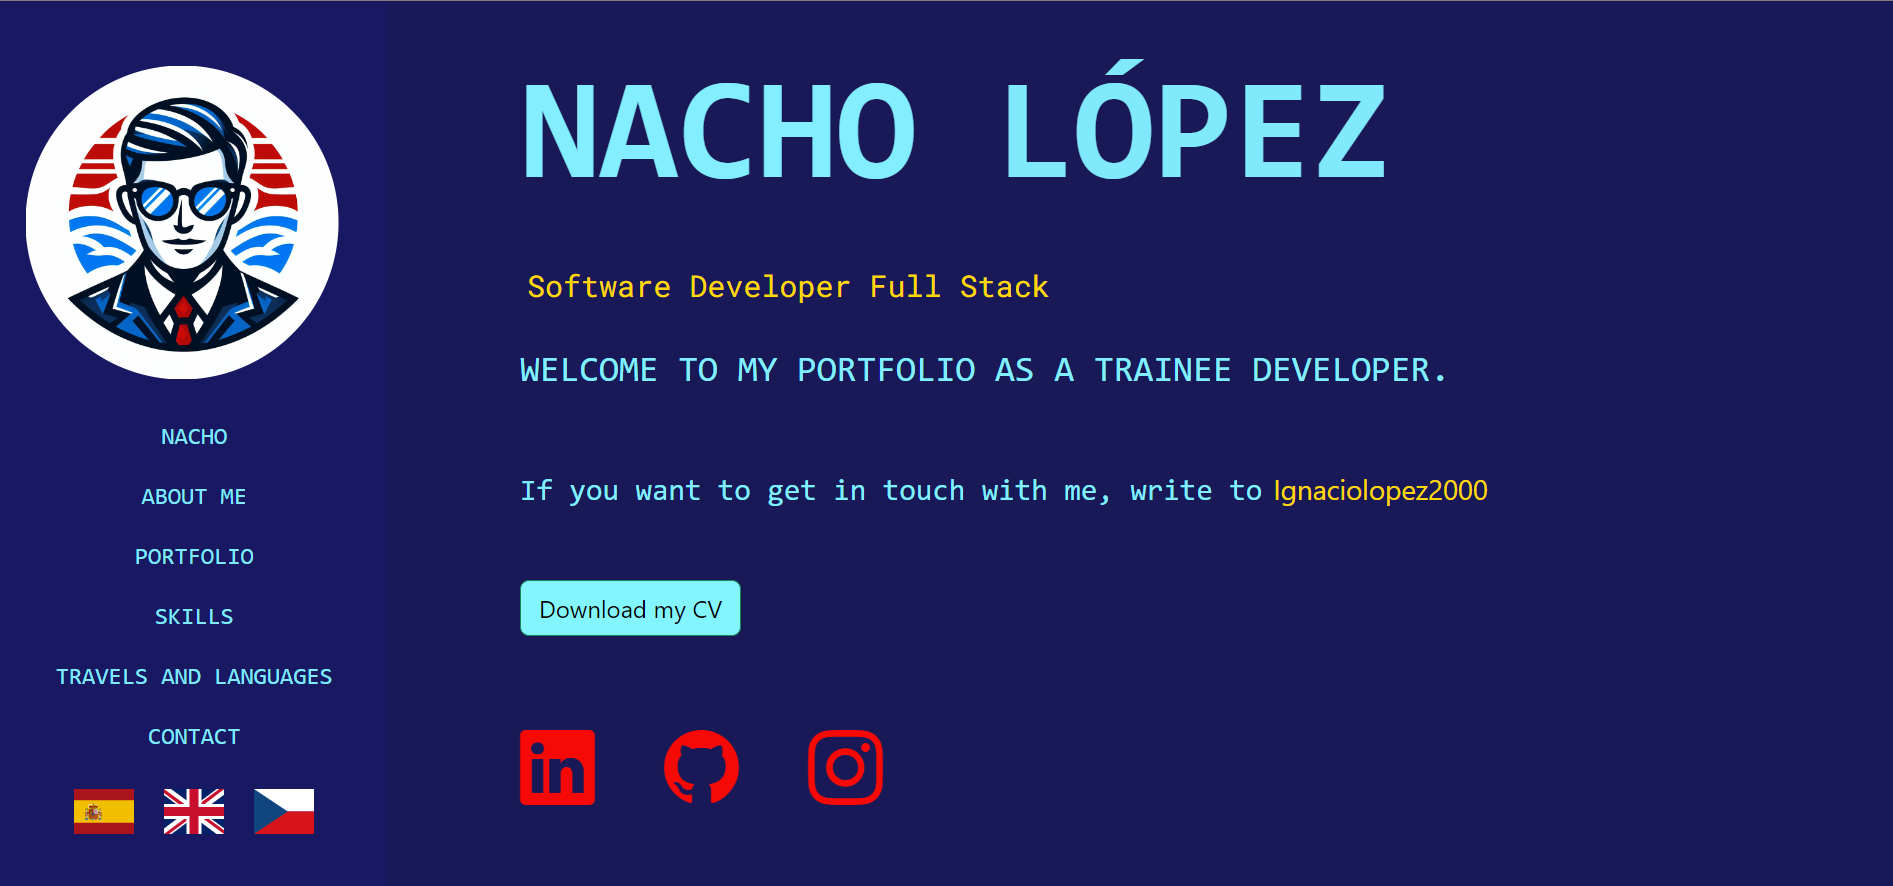 NACHO
ABOUT ME
PORTFOLIO
SKILLS
TRAVELS AND LANGUAGES
CONTACT
NACHO LÓPEZ
Software Developer Full Stack
WELCOME TO MY PORTFOLIO AS A TRAINEE DEVELOPER.
If you want to get in touch with me, write to Ignaciolopez2000
Download my CV
in